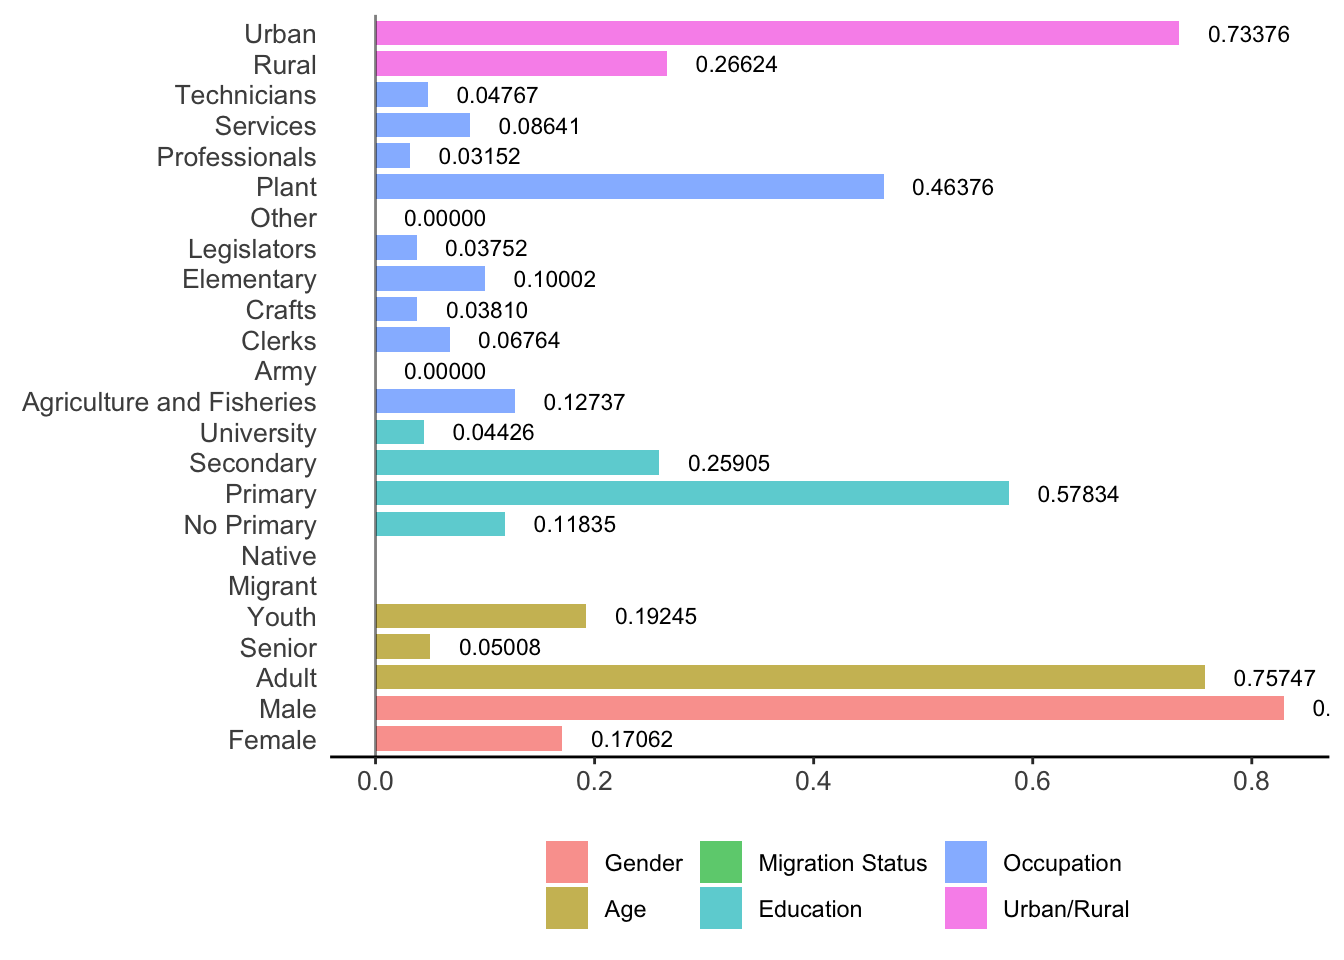 Urban 0.73376
Rural 0.26624
Technicians 0.04767
Services 0.08641
Professionals 0.03152
Plant 0.46376
Other 0.00000
Legislators 0.03752
Elementary 0.10002
Crafts 0.03810
Clerks 0.06764
Army 0.00000
Agriculture and Fisheries 0.12737
University 0.04426
Secondary 0.25905
Primary 0.57834
No Primary 0.11835
Native
Migrant
Youth 0.19245
Senior 0.05008
Adult 0.75747
Male 0.
Female 0.17062
0.0 0.2 0.4 0.6 0.8
Gender Migration Status Occupation
Age Education Urban/Rural